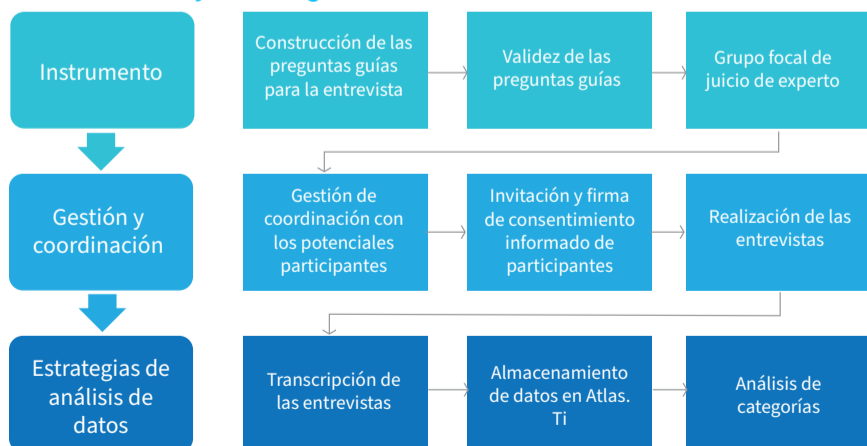 Instrumento
Construcción de las
preguntas guías
para la entrevista
Validez de las
preguntas guías
Grupo focal de
juicio de experto
Gestión y
coordinación
Gestión de
coordinación con
los potenciales
participantes
Invitación y firma
de consentimiento
informado de
participantes
Realización de las
entrevistas
Estrategias de
análisis de
datos
Transcripción de
las entrevistas
Almacenamiento
de datos en Atlas.
Ti
Análisis de
categorías